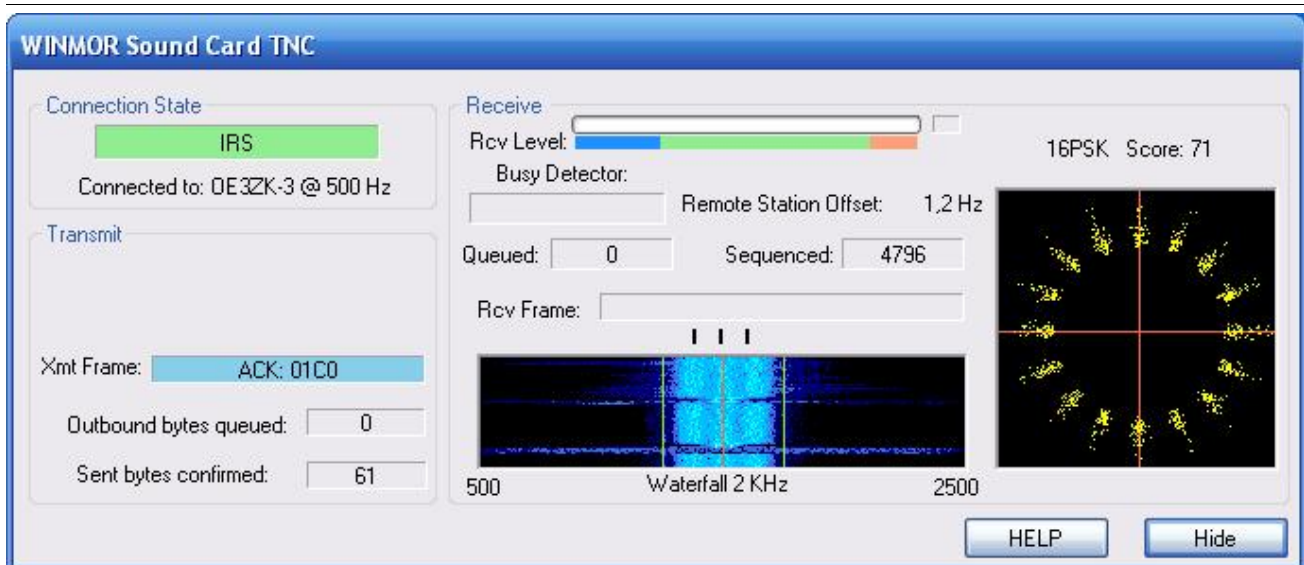 WINMOR Sound Card TNC
Connection State
IRS
Connected to: OE3ZK-3 @ 500 Hz
Transmit
Xmt Frame: ACK: 01C0
Outbound bytes queued: 0
Sent bytes confirmed: 61
Receive
Rcv Level:
Busy Detector:
Remote Station Offset: 1,2 Hz
Queued: 0 Sequenced: 4796
Rcv Frame:
500 Waterfall 2 KHz 2500
16PSK Score: 71
HELP Hide